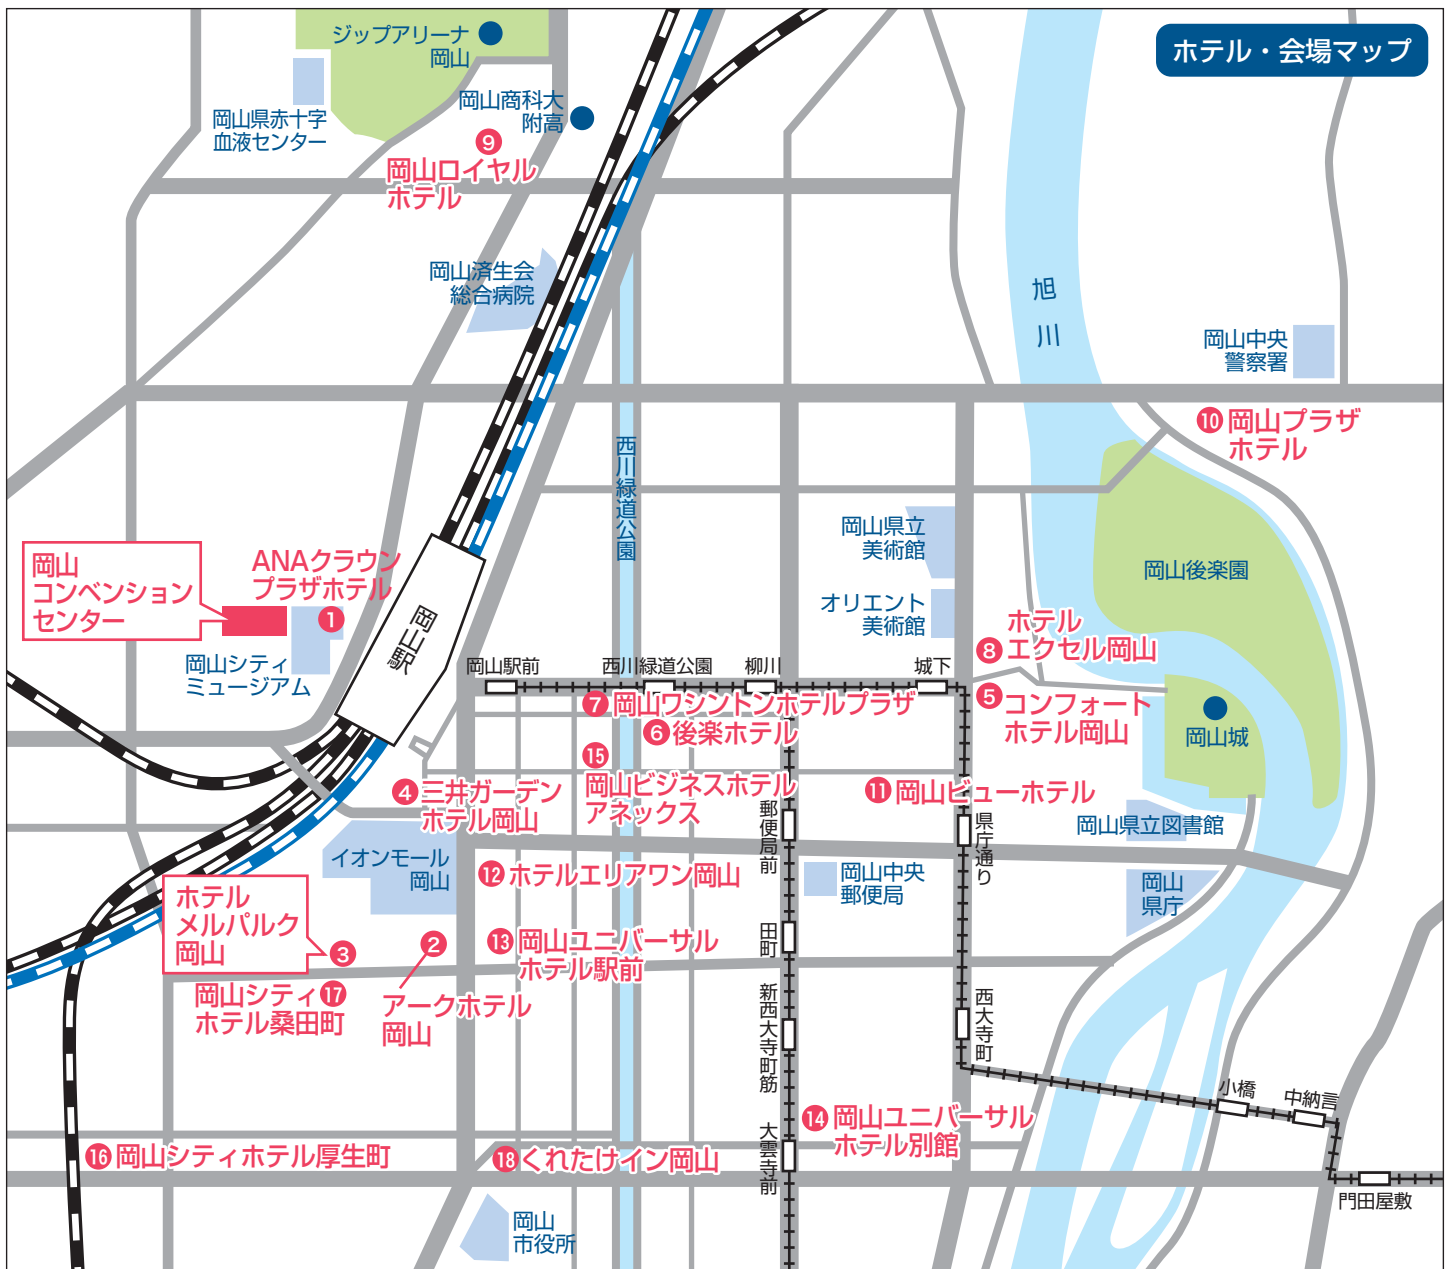 ホテル・会場マップ
ジップアリーナ
岡山
岡山県赤十字
血液センター
岡山商科大
附高
9
岡山ロイヤル
ホテル
岡山済生会
総合病院
旭川
岡山中央
警察署
10 岡山プラザ
ホテル
西川緑道公園
岡山県立
美術館
オリエント
美術館
岡山後楽園
岡山
コンベンション
センター
ANAクラウン
プラザホテル
1
岡山シティ
ミュージアム
岡山駅
8 ホテル
エクセル岡山
岡山駅前
西川緑道公園
柳川
城下
7 岡山ワシントンホテルプラザ
6 後楽ホテル
5 コンフォート
ホテル岡山
岡山城
15
岡山ビジネスホテル
アネックス
4 三井ガーデン
ホテル岡山
11 岡山ビューホテル
郵便局前
県庁通り
岡山県立図書館
イオンモール
岡山
12 ホテルエリアワン岡山
岡山中央
郵便局
岡山
県庁
ホテル
メルパルク
岡山
3
2
アークホテル
岡山
13 岡山ユニバーサル
ホテル駅前
田町
岡山シティ 17
ホテル桑田町
新西大寺町筋
西大寺町
小橋
中納言
14 岡山ユニバーサル
ホテル別館
大雲寺前
16 岡山シティホテル厚生町
18 くれたけイン岡山
門田屋敷
岡山
市役所